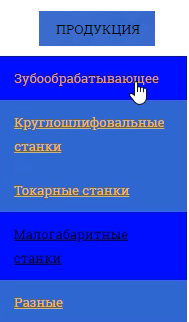 ПРОДУКЦИЯ
Зубообрабатывающее
Круглошлифовальные
станки
Токарные станки
Малогабаритные
станки
Разные